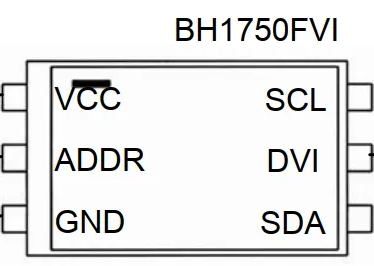 BH1750FVI
VCC SCL
ADDR DVI
GND SDA